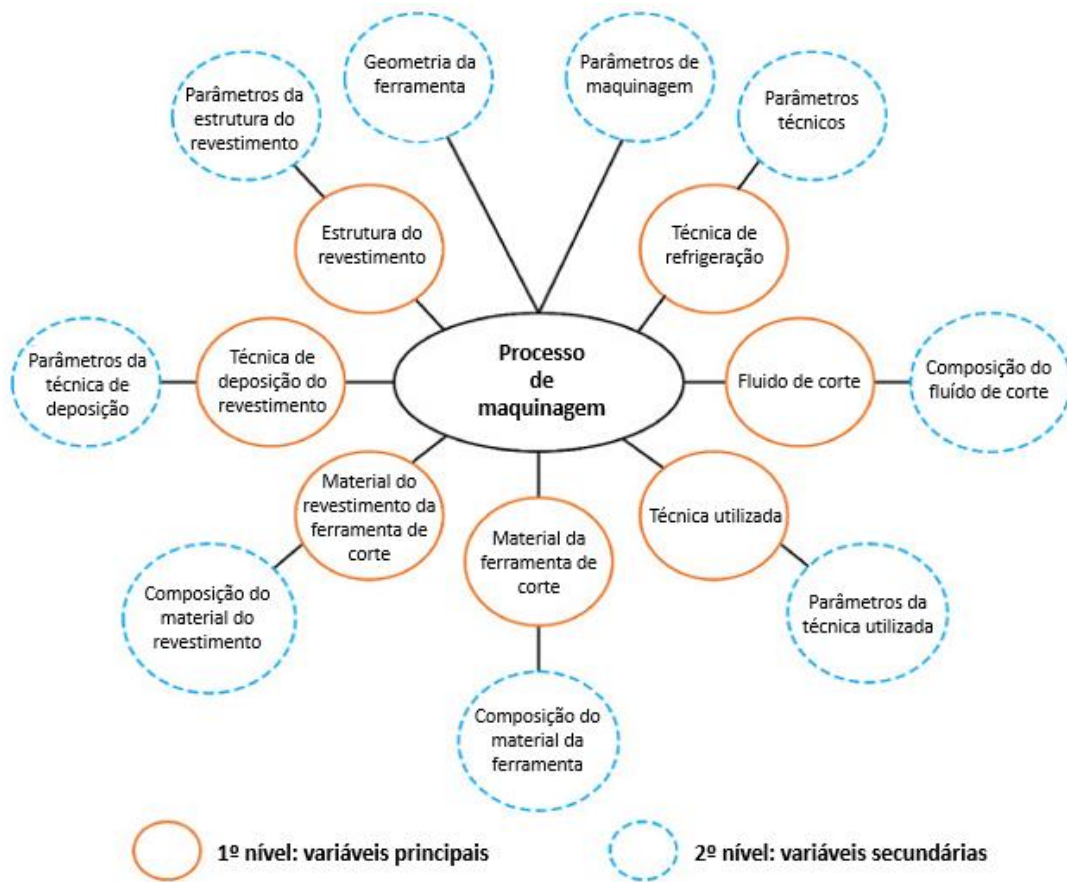 Geometria da
ferramenta
Parâmetros de
maquinagem
Parâmetros da
estrutura do
revestimento
Parâmetros
técnicos
Estrutura do
revestimento
Técnica de
refrigeração
Processo
de
maquinagem
Parâmetros da
técnica de
deposição
Técnica de
deposição do
revestimento
Fluido de corte
Composição do
fluído de corte
Material do
revestimento da
ferramenta de
corte
Material da
ferramenta de
corte
Técnica utilizada
Composição do
material do
revestimento
Parâmetros da
técnica utilizada
Composição do
material da
ferramenta
1º nível: variáveis principais
2º nível: variáveis secundárias